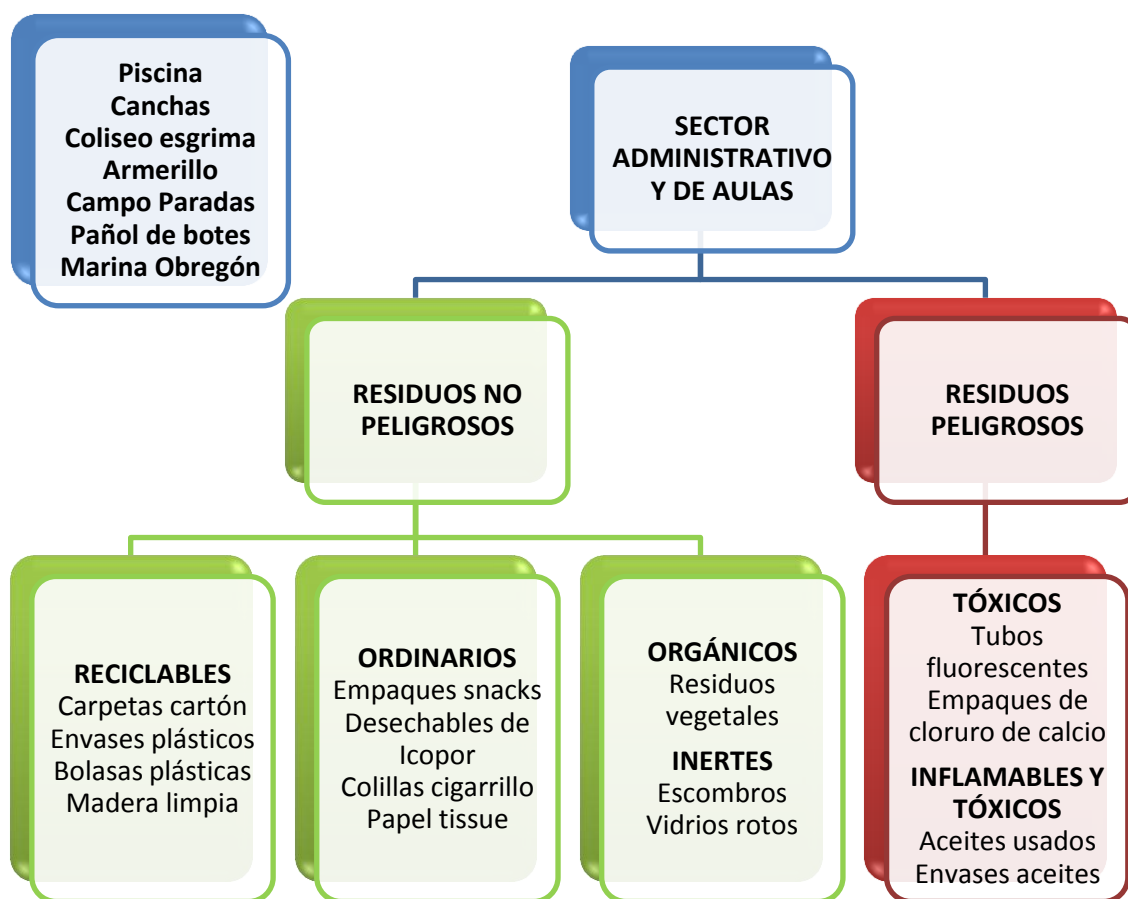 Piscina
Canchas
Coliseo esgrima
Armerillo
Campo Paradas
Pañol de botes
Marina Obregón
SECTOR
ADMINISTRATIVO
Y DE AULAS
RESIDUOS NO
PELIGROSOS
RESIDUOS
PELIGROSOS
RECICLABLES
Carpetas cartón
Envases plásticos
Bolasas plásticas
Madera limpia
ORDINARIOS
Empaques snacks
Desechables de
Icopor
Colillas cigarrillo
Papel tissue
ORGÁNICOS
Residuos
vegetales
INERTES
Escombros
Vidrios rotos
TÓXICOS
Tubos
fluorescentes
Empaques de
cloruro de calcio
INFLAMABLES Y
TÓXICOS
Aceites usados
Envases aceites